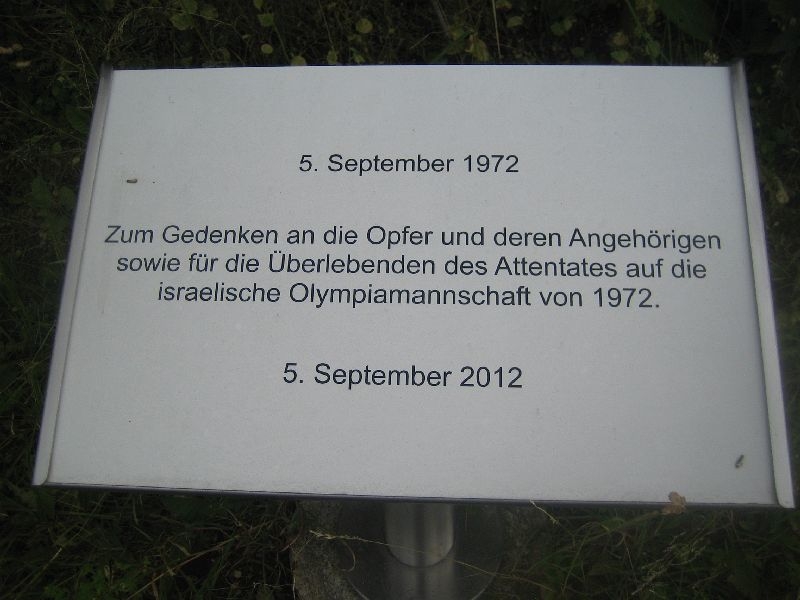 5. September 1972
Zum Gedenken an die Opfer und deren Angehörigen
sowie für die Überlebenden des Attentates auf die
israelische Olympiamannschaft von 1972.
5. September 2012